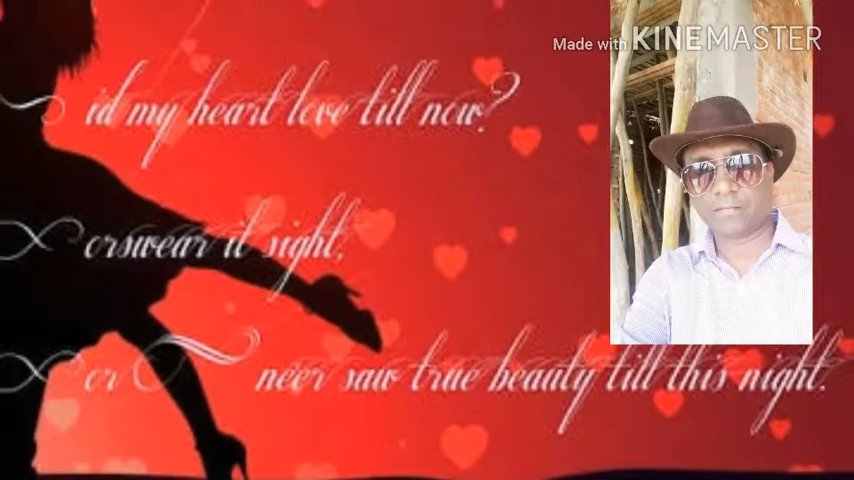 Made with KINEMASTER
id my heart love till now?
orswear it sight,
or I neer saw true beauty till this night.